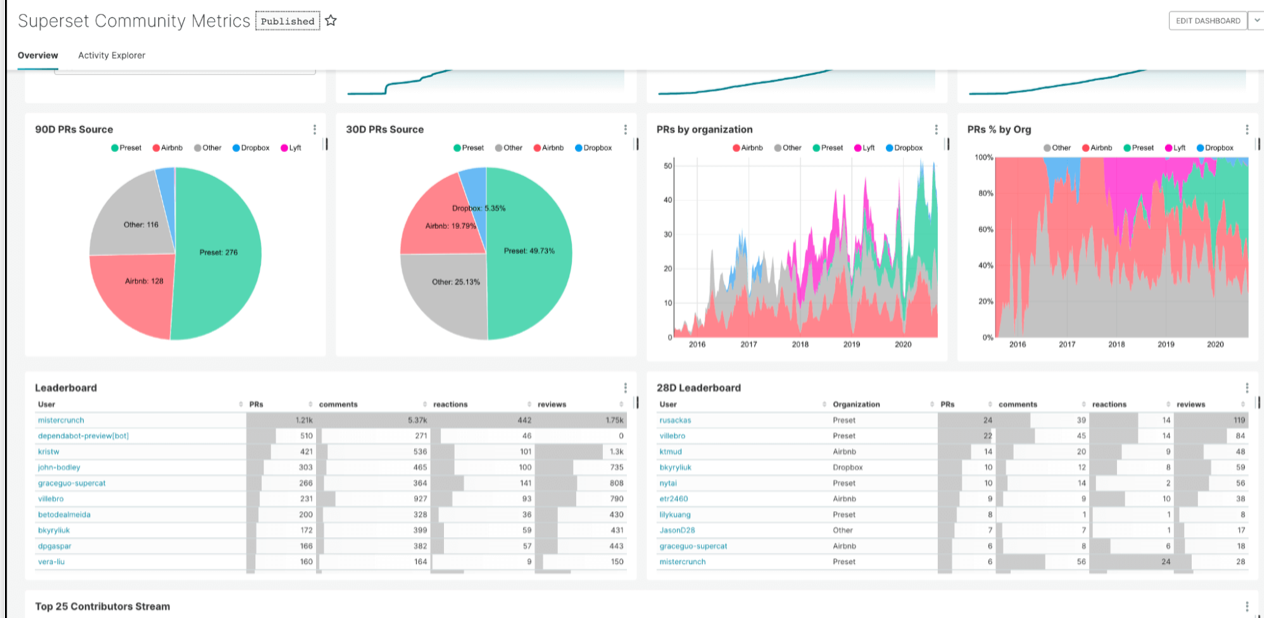 Superset Community Metrics Published EDIT DASHBOARD
Overview Activity Explorer
90D PRs Source
Preset Airbnb Other Dropbox Lyft
Other: 116
Preset: 276
Airbnb: 128
30D PRs Source
Preset Other Airbnb Dropbox
Dropbox: 5.35%
Airbnb: 19.79%
Preset: 49.73%
Other: 25.13%
PRs by organization
Airbnb Other Preset Lyft Dropbox
50
40
30
20
10
0
2016 2017 2018 2019 2020
PRs % by Org
Other Airbnb Preset Lyft Dropbox
100%
80%
60%
40%
20%
0%
2016 2017 2018 2019 2020
Leaderboard
User PRs comments reactions reviews
mistercrunch 1.21k 5.37k 442 1.75k
dependabot-preview[bot] 510 271 46 0
kristw 421 536 101 1.3k
john-bodley 303 465 100 735
graceguo-supercat 266 364 141 808
villebro 231 927 93 790
betodealmeida 200 328 36 430
bkyryliuk 172 399 59 431
dpgaspar 166 382 57 443
vera-liu 160 164 9 150
28D Leaderboard
User Organization PRs comments reactions reviews
rusackas Preset 24 39 14 119
villebro Preset 22 45 14 84
ktmud Airbnb 14 20 9 48
bkyryliuk Dropbox 10 12 8 59
nytai Preset 10 14 2 56
etr2460 Airbnb 9 9 10 38
lilykuang Preset 8 1 1 8
JasonD28 Other 7 7 1 17
graceguo-supercat Airbnb 6 8 6 18
mistercrunch Preset 6 56 24 28
Top 25 Contributors Stream